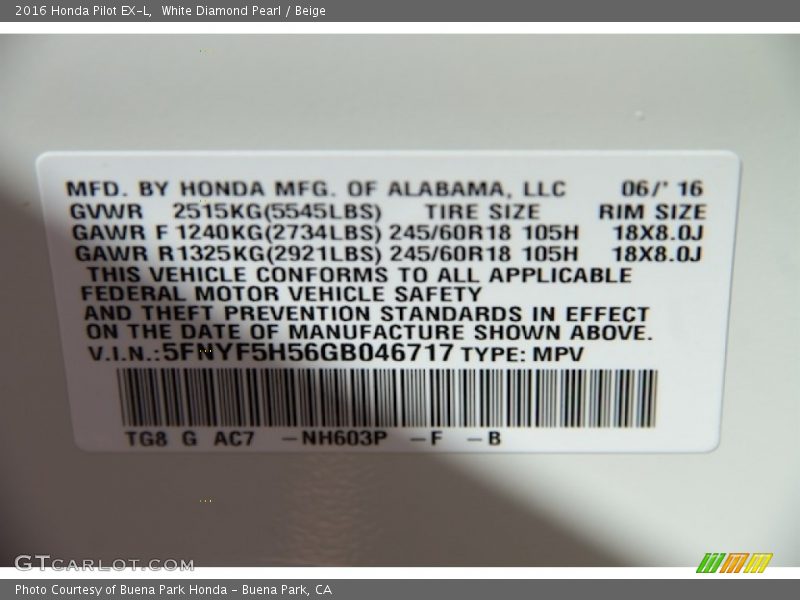 2016 Honda Pilot EX-L,  White Diamond Pearl / Beige
MFD. BY HONDA MFG. OF ALABAMA, LLC 06/' 16
GVWR 2515KG(5545LBS) TIRE SIZE RIM SIZE
GAWR F 1240KG(2734LBS) 245/60R18 105H 18X8.0J
GAWR R1325KG(2921LBS) 245/60R18 105H 18X8.0J
THIS VEHICLE CONFORMS TO ALL APPLICABLE
FEDERAL MOTOR VEHICLE SAFETY
AND THEFT PREVENTION STANDARDS IN EFFECT
ON THE DATE OF MANUFACTURE SHOWN ABOVE.
V.I.N.:5FNYF5H56GB046717 TYPE: MPV
TG8 G AC7 -NH603P -F -B
GTCARLOT.COM
Photo Courtesy of Buena Park Honda - Buena Park, CA